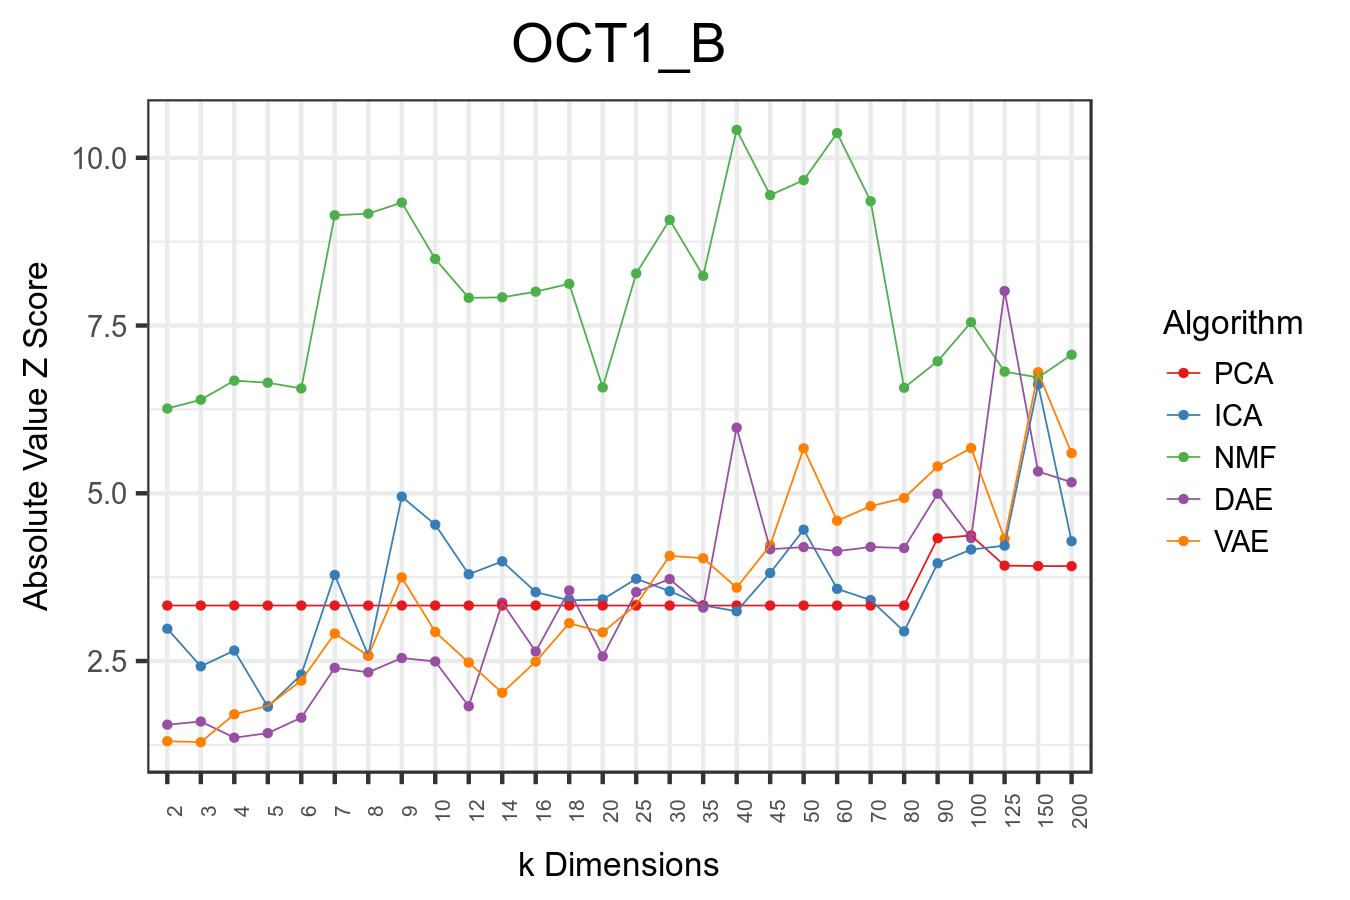 OCT1_B
Absolute Value Z Score
10.0
7.5
5.0
2.5
2 3 4 5 6 7 8 9 10 12 14 16 18 20 25 30 35 40 45 50 60 70 80 90 100 125 150 200
k Dimensions
Algorithm
PCA
ICA
NMF
DAE
VAE